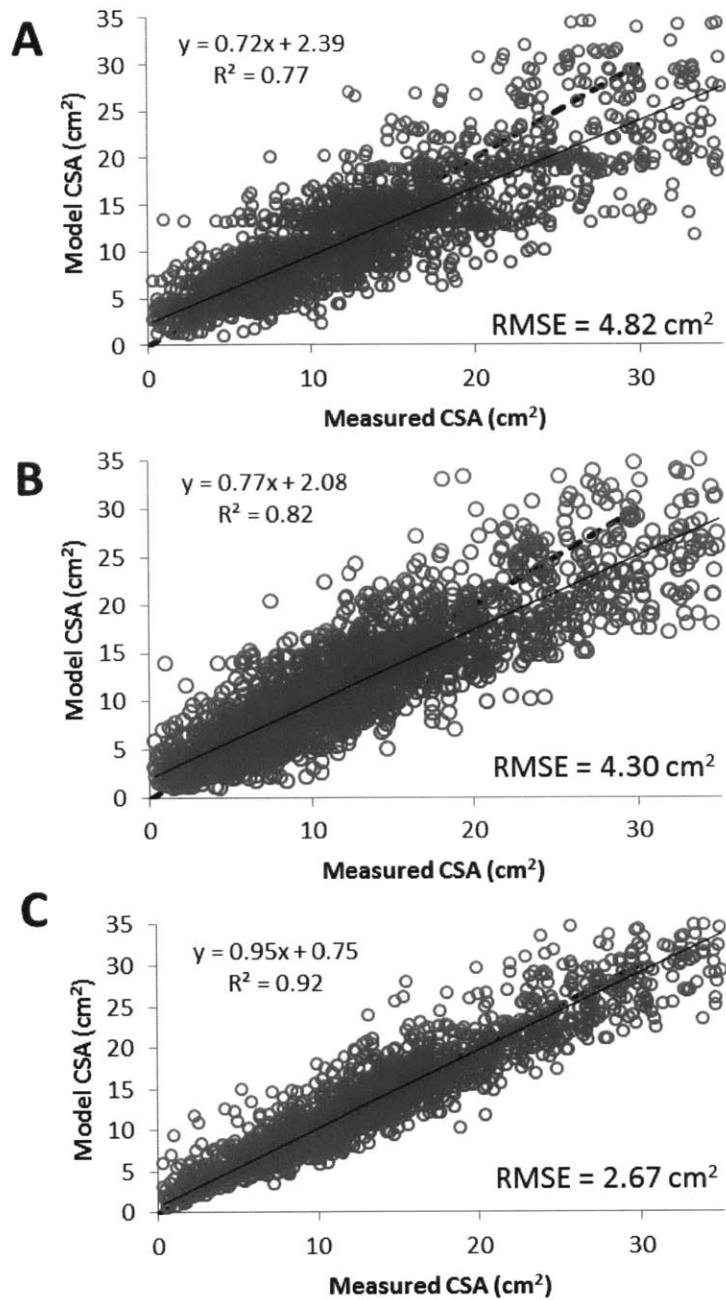 A
y = 0.72x + 2.39
R² = 0.77
35
30
25
20
15
10
5
0
Model CSA (cm²)
RMSE = 4.82 cm²
0 10 20 30
Measured CSA (cm²)
B
y = 0.77x + 2.08
R² = 0.82
35
30
25
20
15
10
5
0
Model CSA (cm²)
RMSE = 4.30 cm²
0 10 20 30
Measured CSA (cm²)
C
y = 0.95x + 0.75
R² = 0.92
35
30
25
20
15
10
5
0
Model CSA (cm²)
RMSE = 2.67 cm²
0 10 20 30
Measured CSA (cm²)